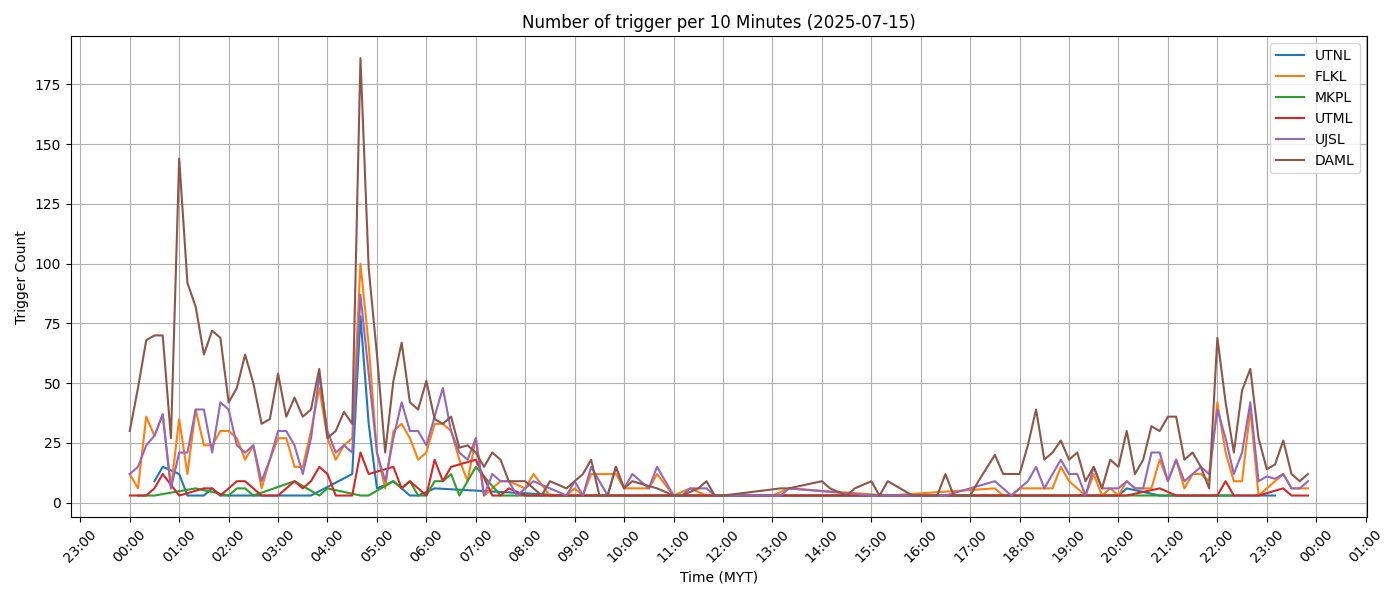 Number of trigger per 10 Minutes (2025-07-15)
Trigger Count
175
150
125
100
75
50
25
0
UTNL
FLKL
MKPL
UTML
UJSL
DAML
23:00 00:00 01:00 02:00 03:00 04:00 05:00 06:00 07:00 08:00 09:00 10:00 11:00 12:00 13:00 14:00 15:00 16:00 17:00 18:00 19:00 20:00 21:00 22:00 23:00 00:00 01:00
Time (MYT)